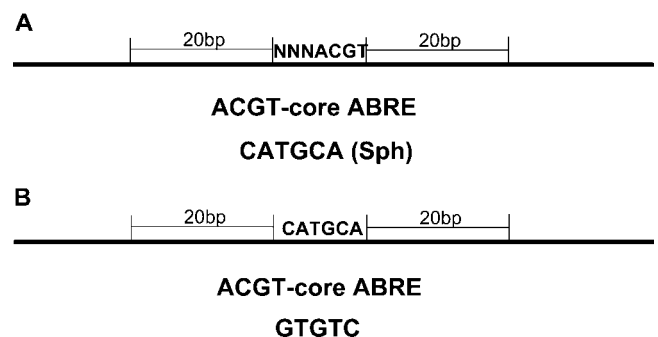 A
20bp NNNACGT 20bp
ACGT-core ABRE
CATGCA (Sph)
B
20bp CATGCA 20bp
ACGT-core ABRE
GTGTC